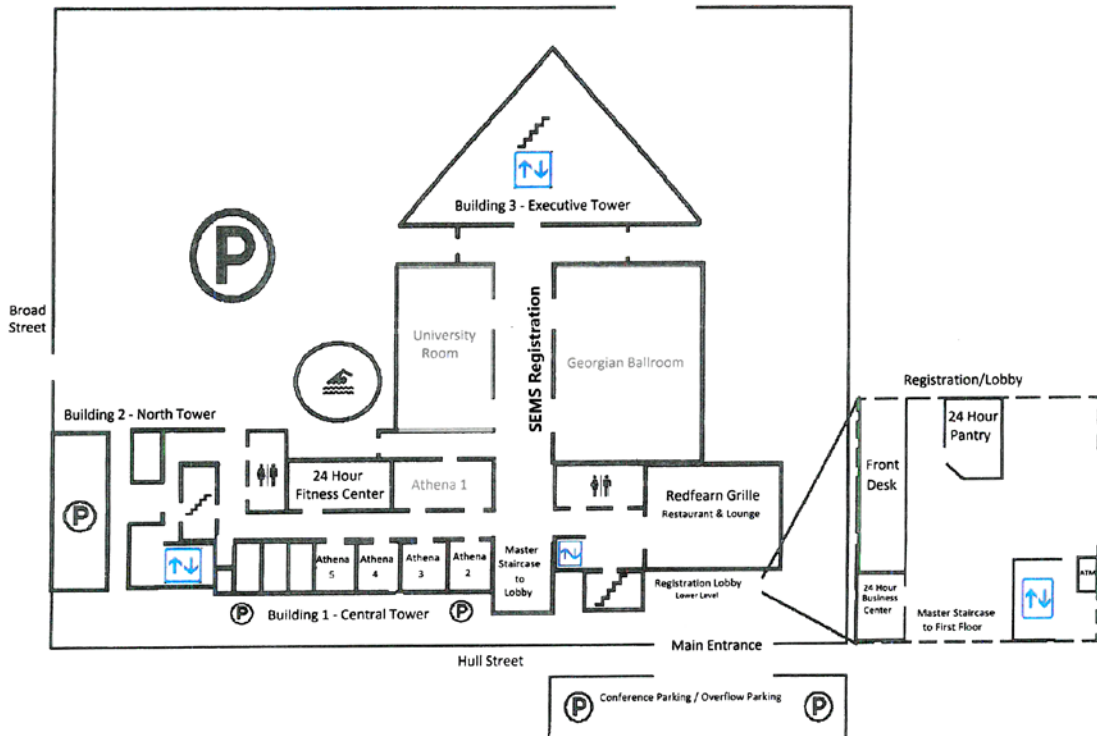 P
Building 3 - Executive Tower
Broad
Street
University
Room
SEMS Registration
Georgian Ballroom
Registration/Lobby
Building 2 - North Tower
24 Hour
Pantry
Front
Desk
24 Hour
Fitness Center
Athena 1
Redfearn Grille
Restaurant & Lounge
P
Athena
5
Athena
4
Athena
3
Athena
2
Master
Staircase
to
Lobby
Registration Lobby
Lower Level
24 Hour
Business
Center
Master Staircase
to First Floor
ATM
P
Building 1 - Central Tower
P
Main Entrance
Hull Street
P
Conference Parking / Overflow Parking
P